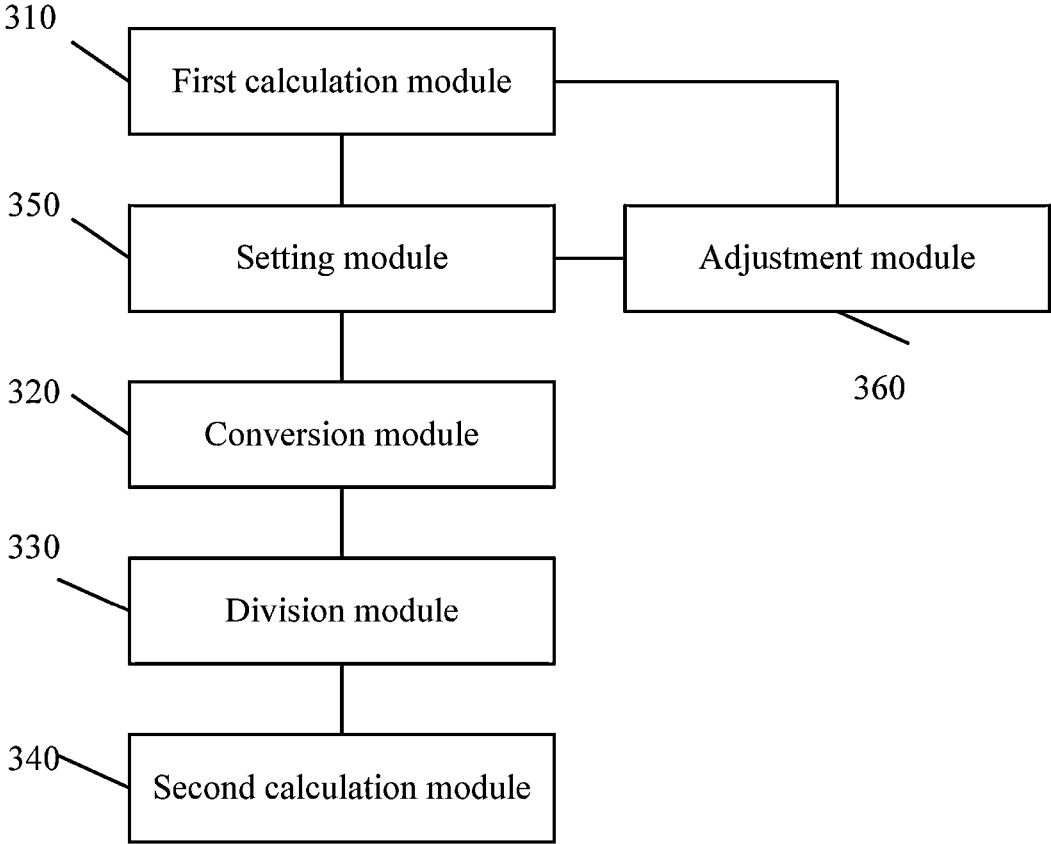 310
First calculation module
350
Setting module
Adjustment module
360
320
Conversion module
330
Division module
340
Second calculation module